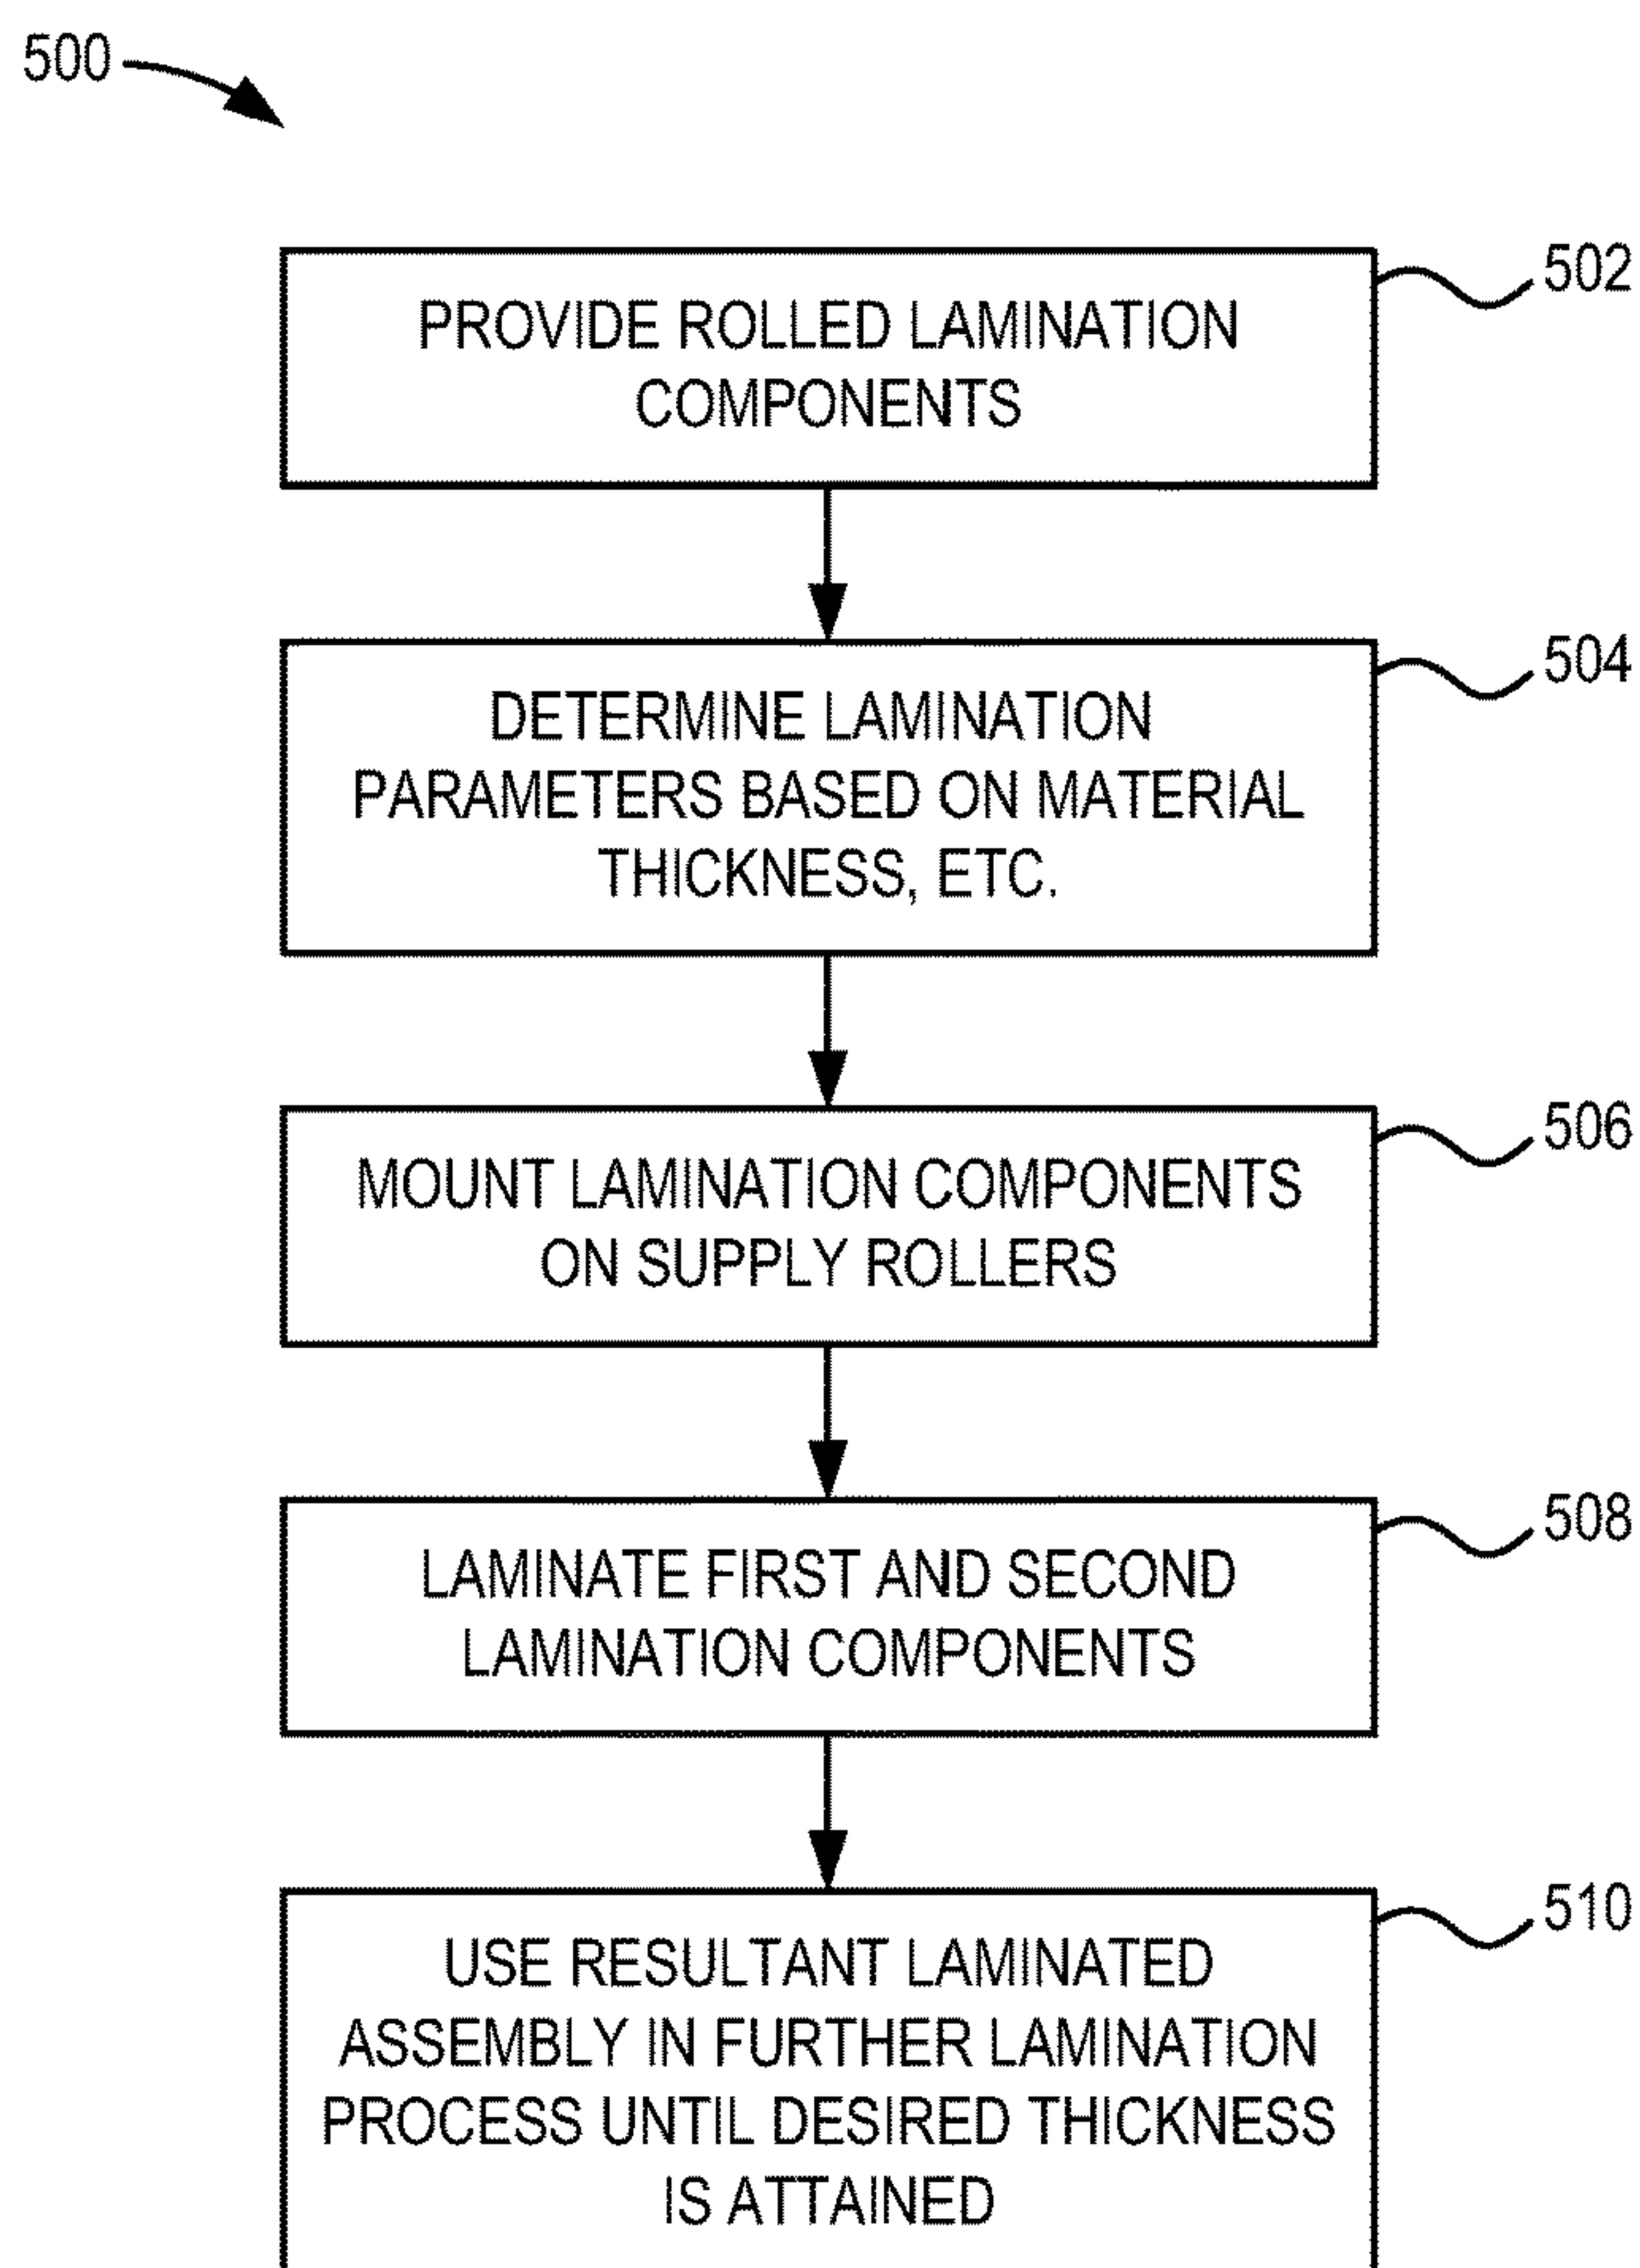 500
502
PROVIDE ROLLED LAMINATION
COMPONENTS
504
DETERMINE LAMINATION
PARAMETERS BASED ON MATERIAL
THICKNESS, ETC.
506
MOUNT LAMINATION COMPONENTS
ON SUPPLY ROLLERS
508
LAMINATE FIRST AND SECOND
LAMINATION COMPONENTS
510
USE RESULTANT LAMINATED
ASSEMBLY IN FURTHER LAMINATION
PROCESS UNTIL DESIRED THICKNESS
IS ATTAINED